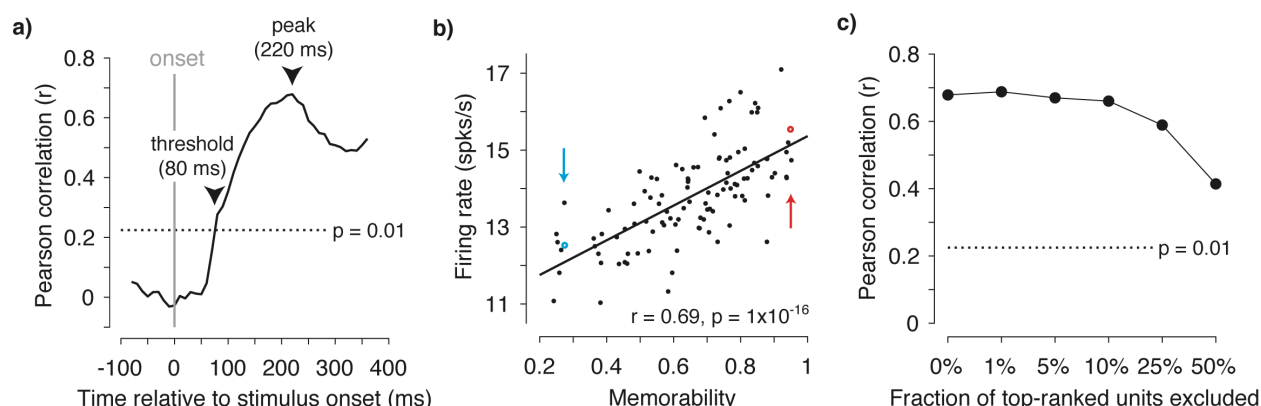 a)
peak
(220 ms)
onset
threshold
(80 ms)
p = 0.01
Pearson correlation (r)
0.8
0.6
0.4
0.2
0
-100 0 100 200 300 400
Time relative to stimulus onset (ms)
b)
Firing rate (spks/s)
17
15
13
11
r = 0.69, p = 1x10⁻¹⁶
0.2 0.4 0.6 0.8 1
Memorability
c)
Pearson correlation (r)
0.8
0.6
0.4
0.2
0
p = 0.01
0% 1% 5% 10% 25% 50%
Fraction of top-ranked units excluded